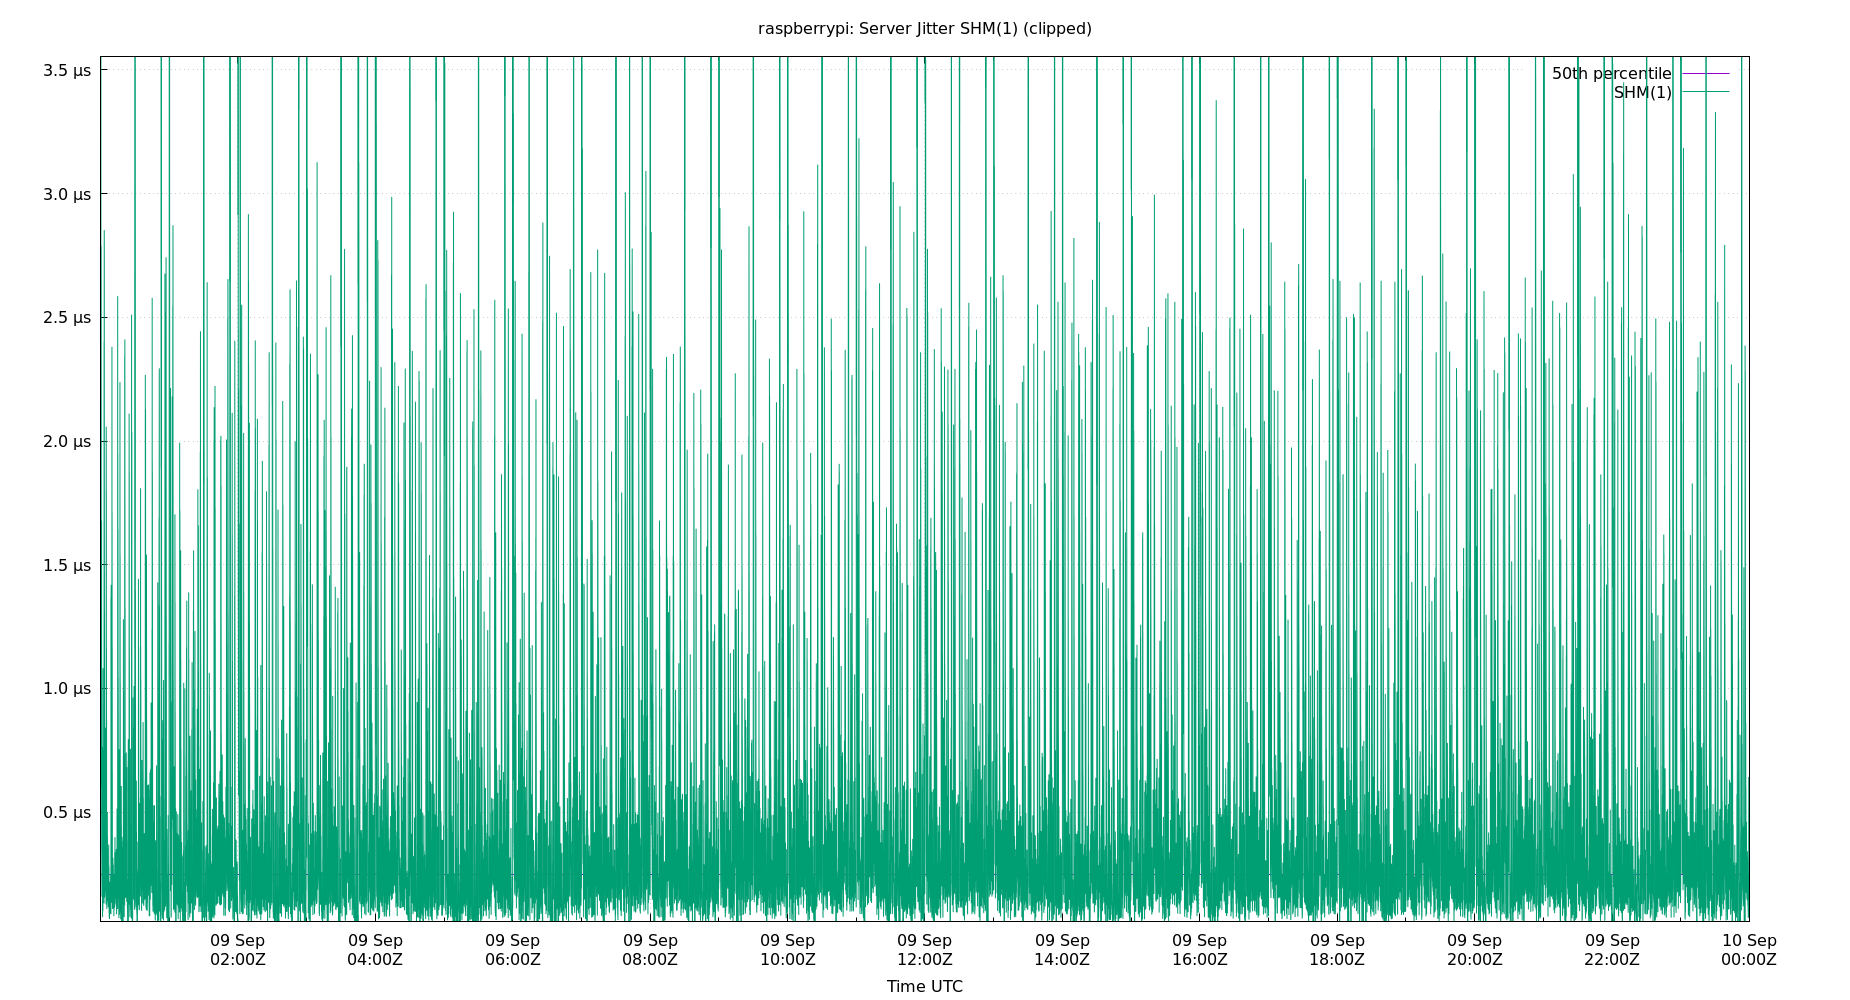 raspberrypi: Server Jitter SHM(1) (clipped)
50th percentile
SHM(1)
3.5 µs
3.0 µs
2.5 µs
2.0 µs
1.5 µs
1.0 µs
0.5 µs
09 Sep 09 Sep 09 Sep 09 Sep 09 Sep 09 Sep 09 Sep 09 Sep 09 Sep 09 Sep 09 Sep 10 Sep
02:00Z 04:00Z 06:00Z 08:00Z 10:00Z 12:00Z 14:00Z 16:00Z 18:00Z 20:00Z 22:00Z 00:00Z
Time UTC